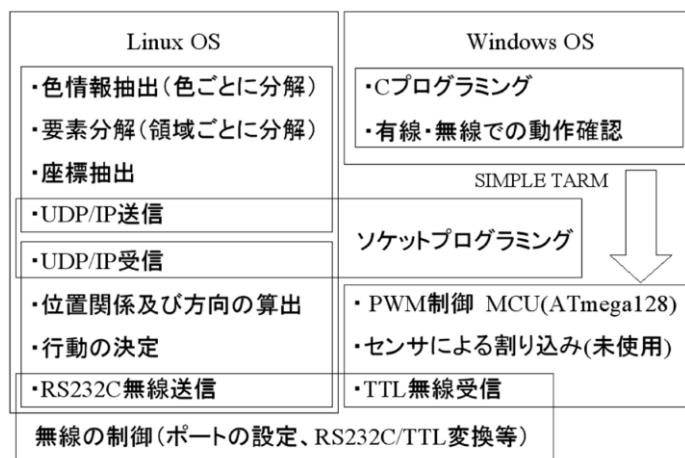 Linux OS
・色情報抽出(色ごとに分解)
・要素分解(領域ごとに分解)
・座標抽出
・UDP/IP送信
・UDP/IP受信
・位置関係及び方向の算出
・行動の決定
・RS232C無線送信
無線の制御(ポートの設定、RS232C/TTL変換等)
Windows OS
・Cプログラミング
・有線・無線での動作確認
SIMPLE TARM
ソケットプログラミング
・PWM制御 MCU(ATmega128)
・センサによる割り込み(未使用)
・TTL無線受信